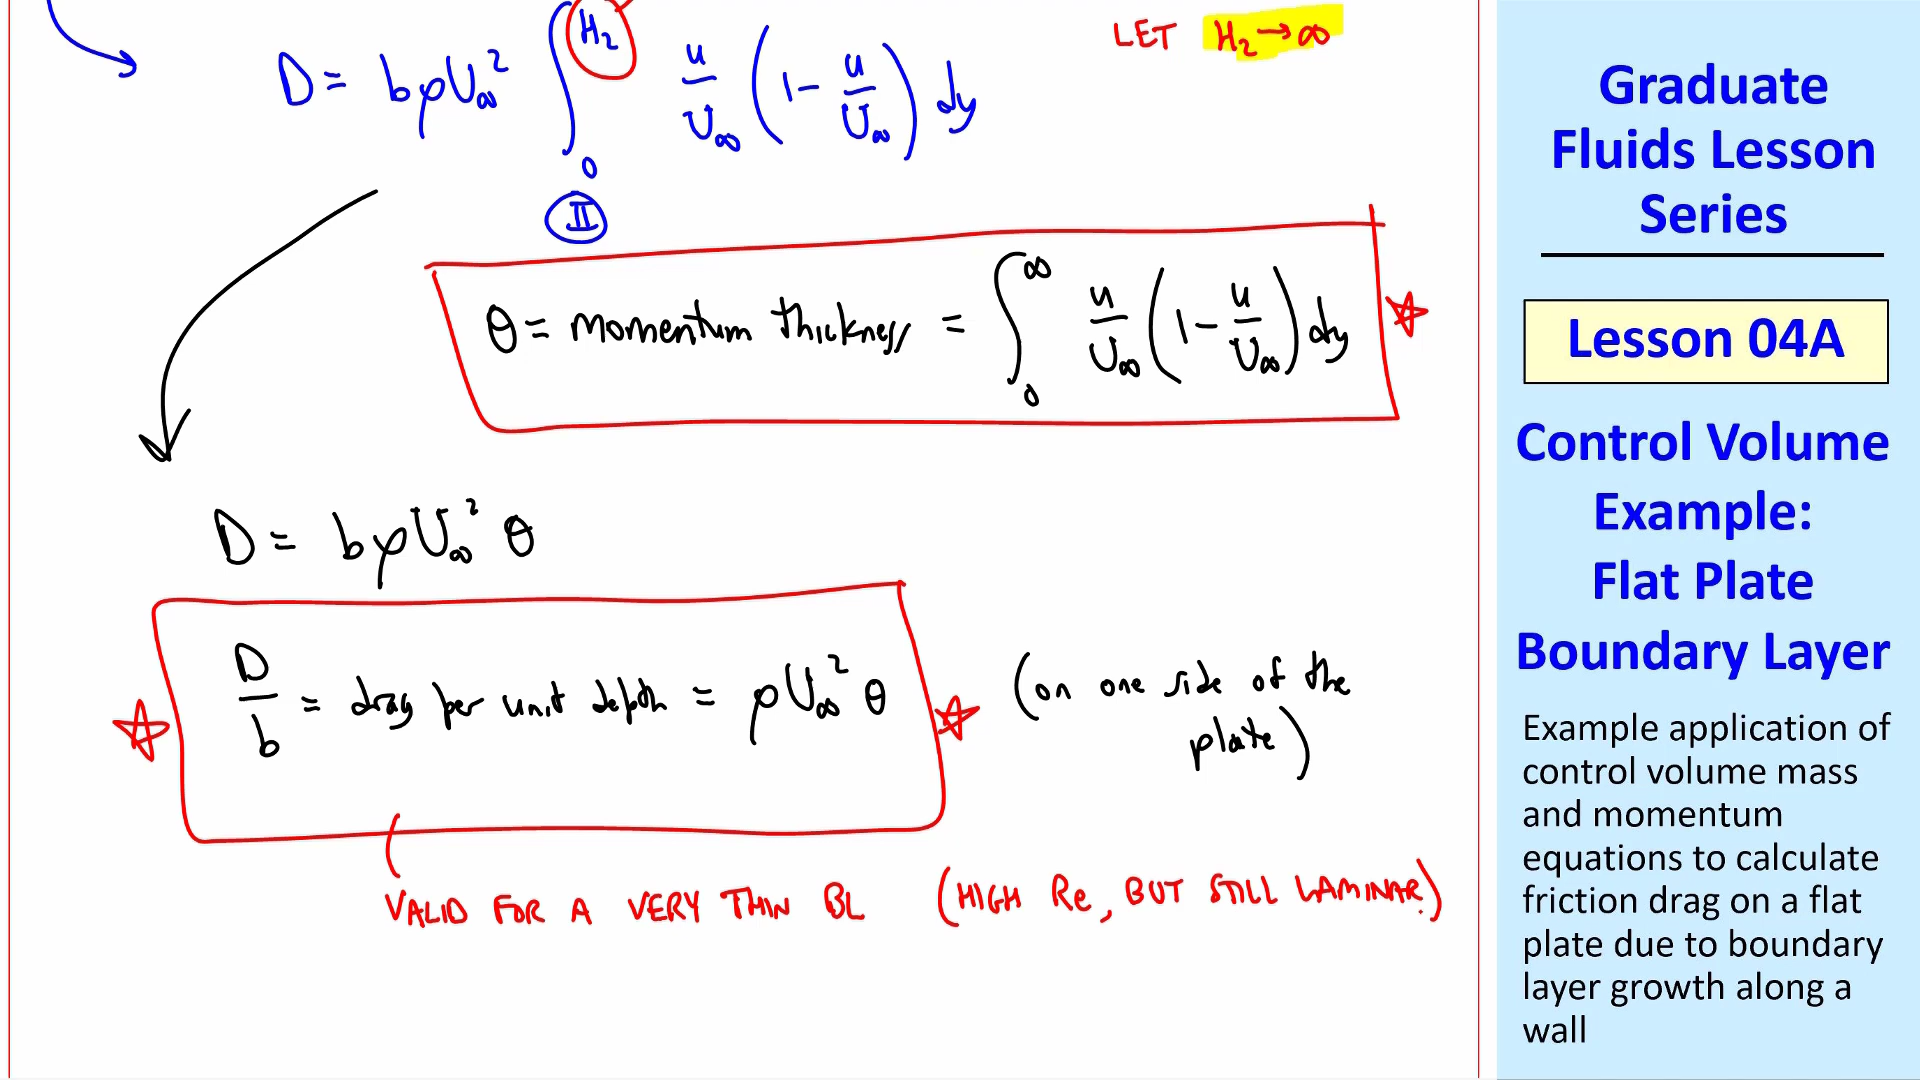 D = bρU∞² ∫₀^H₂ u/U∞ (1 - u/U∞) dy
LET H₂ → ∞
II
θ = momentum thickness = ∫₀^∞ u/U∞ (1 - u/U∞) dy
D = bρU∞² θ
D/b = drag per unit depth = ρU∞² θ
(on one side of the
plate)
VALID FOR A VERY THIN BL (HIGH Re, BUT STILL LAMINAR)
Graduate
Fluids Lesson
Series
Lesson 04A
Control Volume
Example:
Flat Plate
Boundary Layer
Example application of
control volume mass
and momentum
equations to calculate
friction drag on a flat
plate due to boundary
layer growth along a
wall